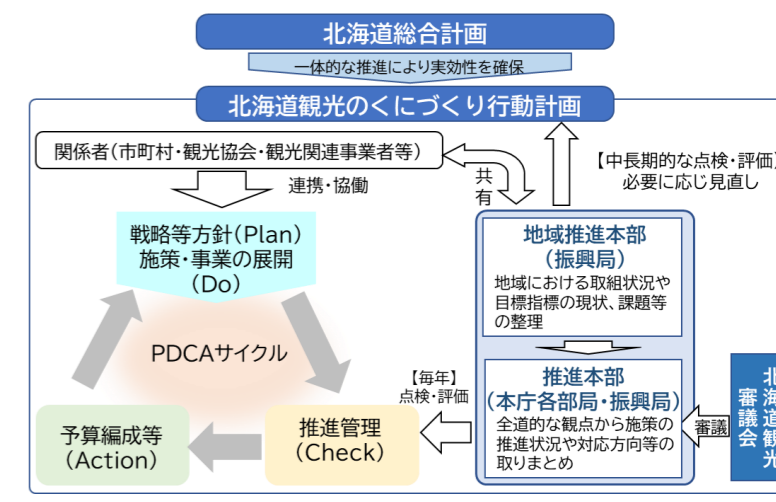 北海道総合計画
一体的な推進により実効性を確保
北海道観光のくにづくり行動計画
関係者（市町村・観光協会・観光関連事業者等）
連携・協働
共有
【中長期的な点検・評価】
必要に応じ見直し
戦略等方針（Plan）
施策・事業の展開
（Do）
地域推進本部
（振興局）
地域における取組状況や
目標指標の現状、課題等
の整理
PDCAサイクル
【毎年】
点検・評価
推進本部
（本庁各部局・振興局）
全道的な観点から施策の
推進状況や対応方向等の
取りまとめ
審議
北海道観光
審議会
予算編成等
（Action）
推進管理
（Check）